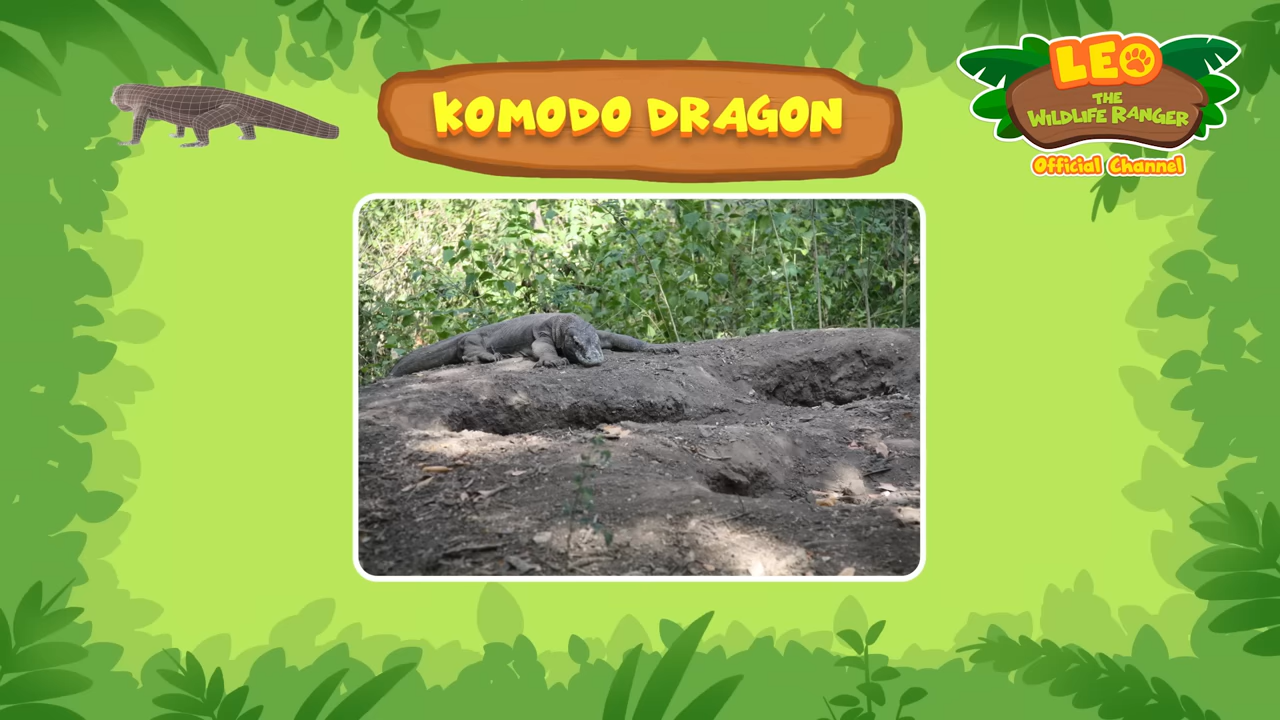 KOMODO DRAGON
LEO
THE
WILDLIFE RANGER
Official Channel